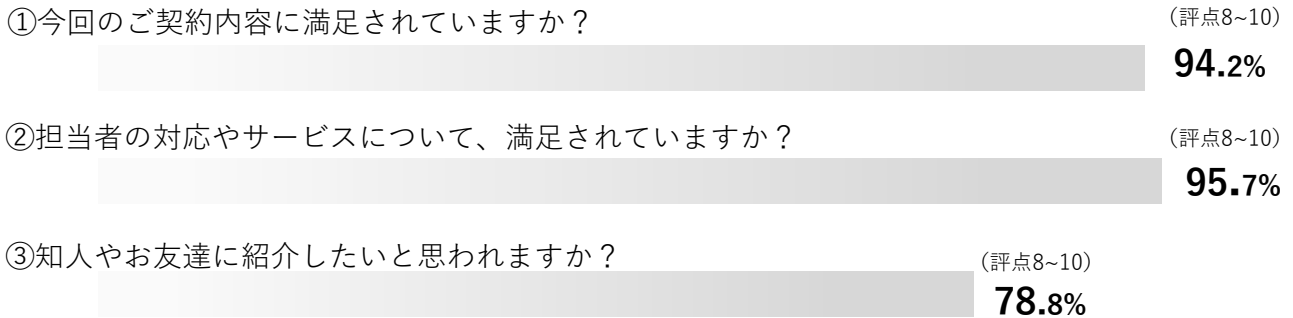 ①今回のご契約内容に満足されていますか？
（評点8~10）
94.2%
②担当者の対応やサービスについて、満足されていますか？
（評点8~10）
95.7%
③知人やお友達に紹介したいと思われますか？
（評点8~10）
78.8%